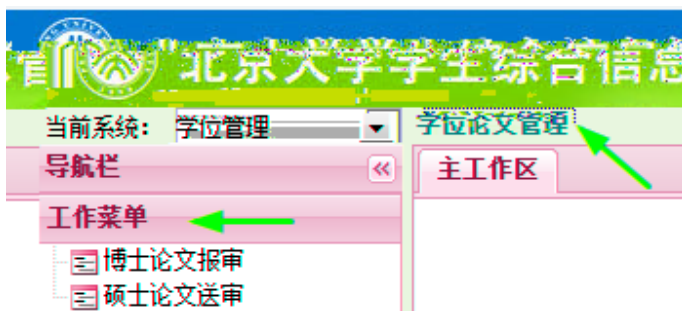 北京大学学生综合信息
当前系统： 学位管理 学位论文管理
导航栏 主工作区
工作菜单
博士论文报审
硕士论文送审